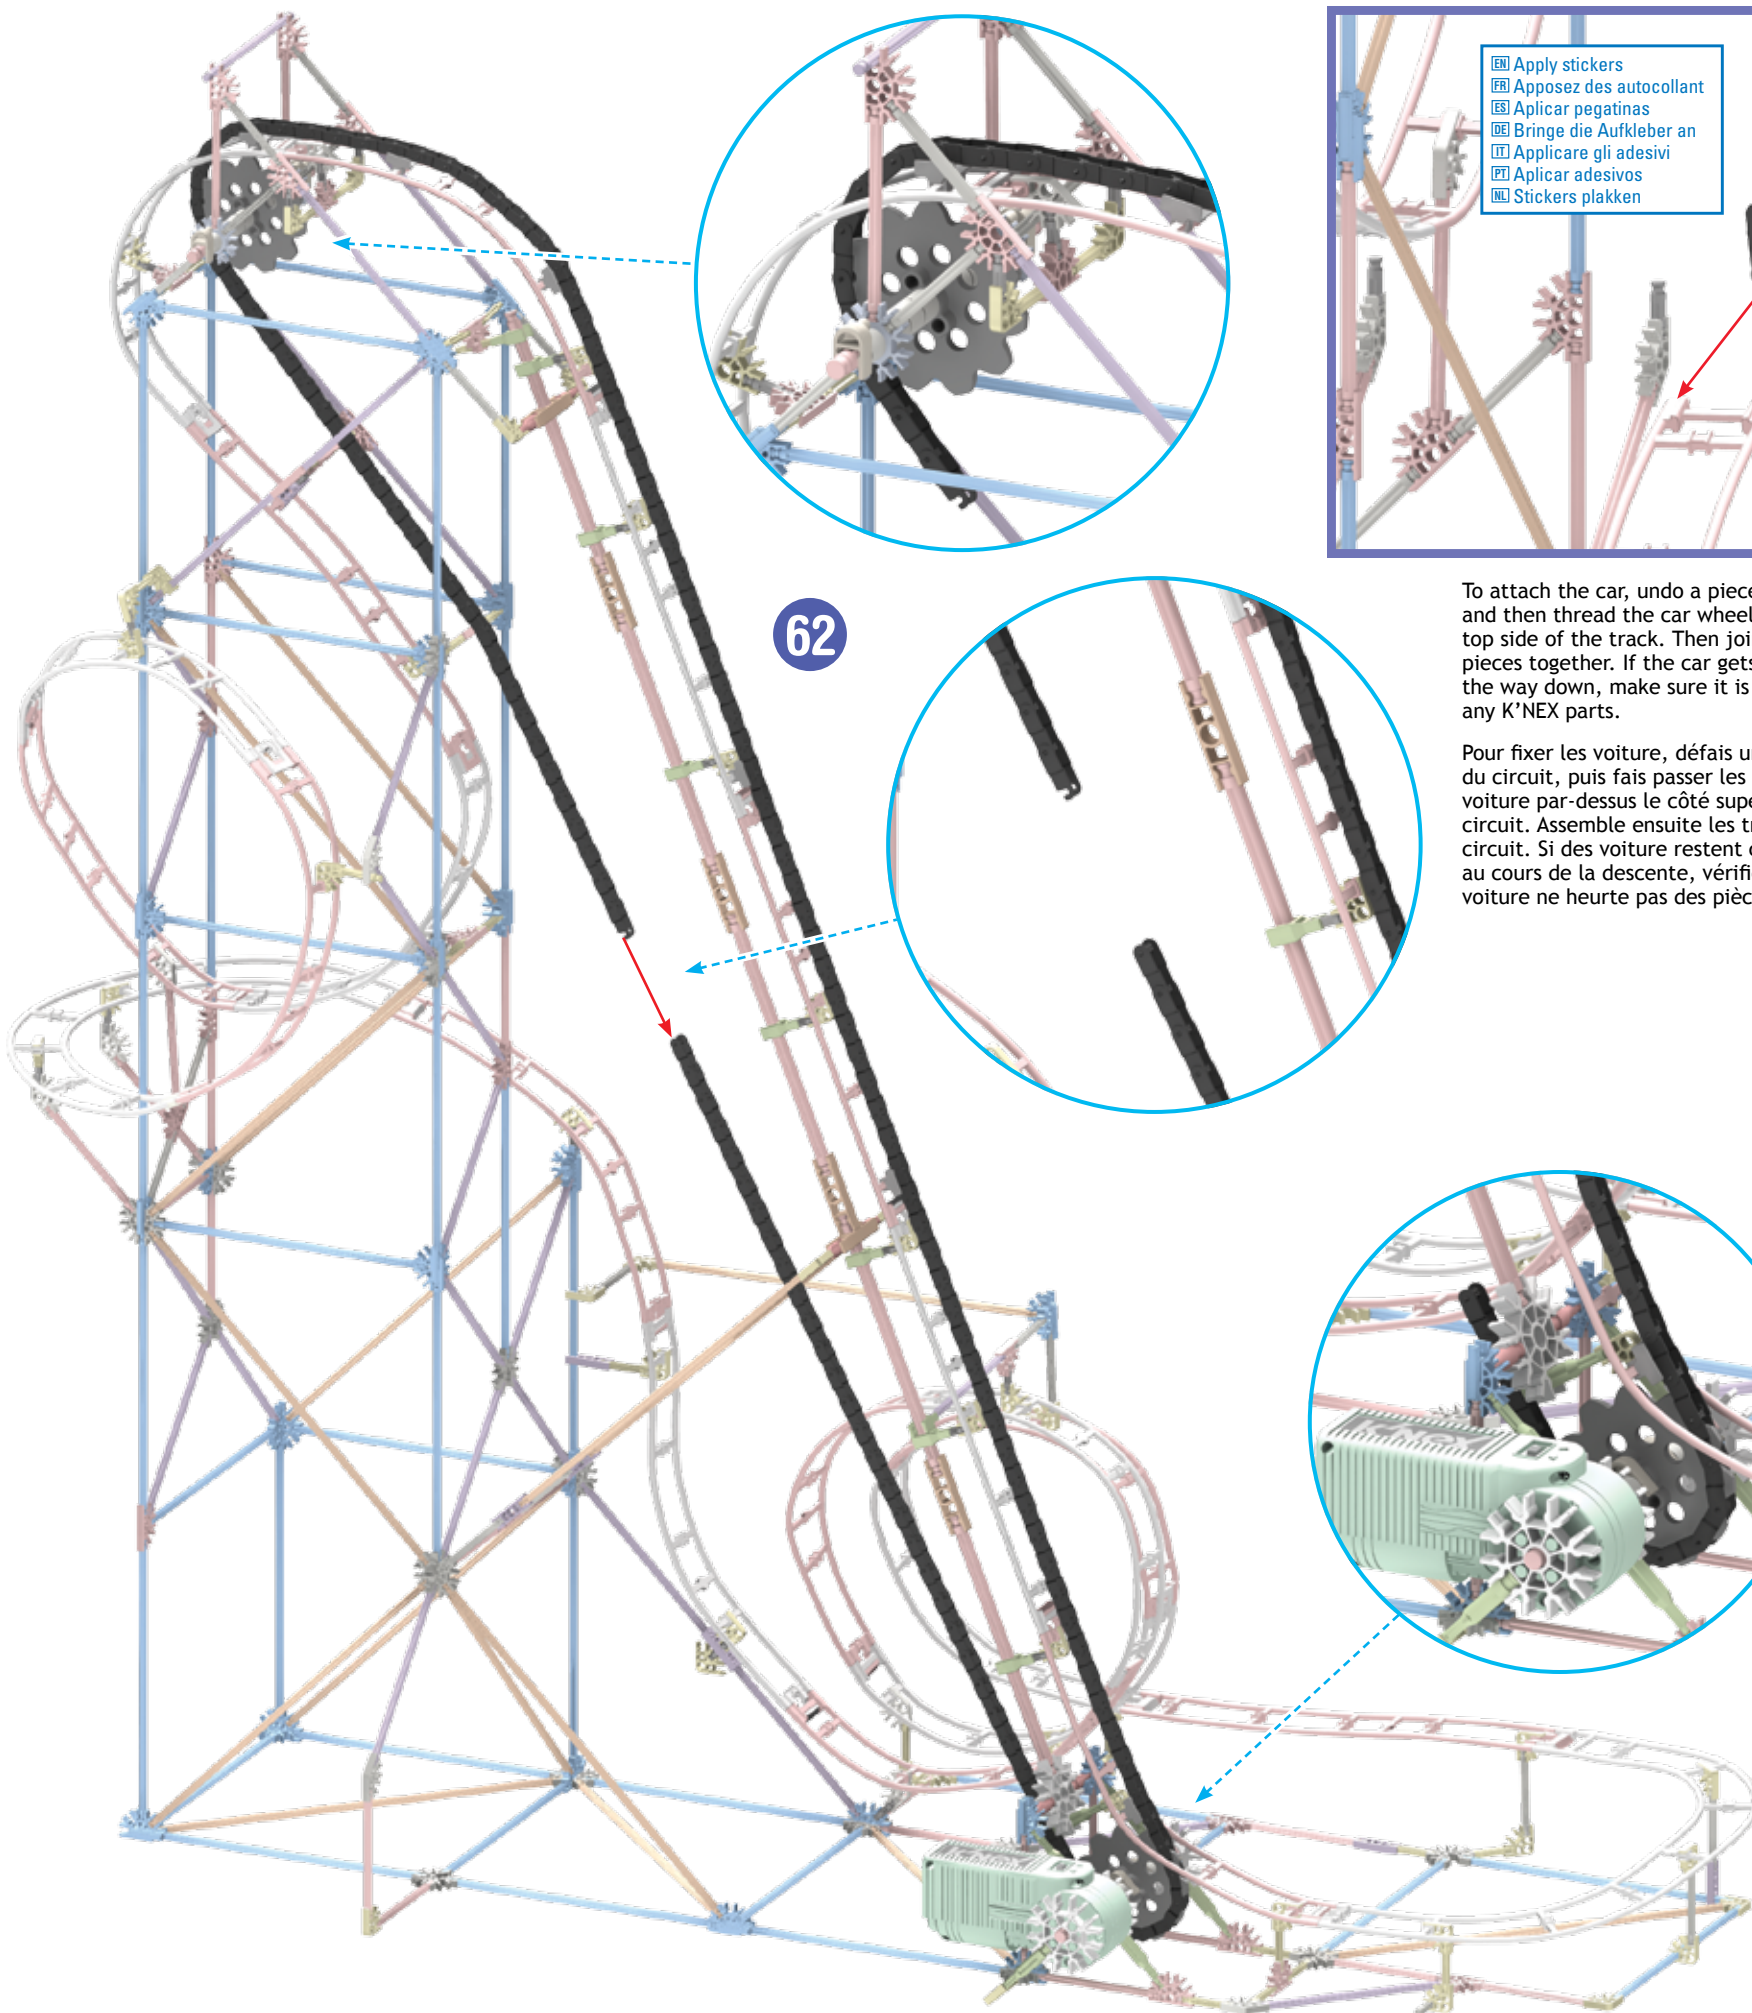 EN Apply stickers
FR Apposez des autocollant
ES Aplicar pegatinas
DE Bringe die Aufkleber an
IT Applicare gli adesivi
PT Aplicar adesivos
NL Stickers plakken
62
To attach the car, undo a piece
and then thread the car wheel
top side of the track. Then joi
pieces together. If the car gets
the way down, make sure it is
any K’NEX parts.
Pour fixer les voiture, défais u
du circuit, puis fais passer les
voiture par-dessus le côté supe
circuit. Assemble ensuite les tr
circuit. Si des voiture restent
au cours de la descente, vérifi
voiture ne heurte pas des pièc